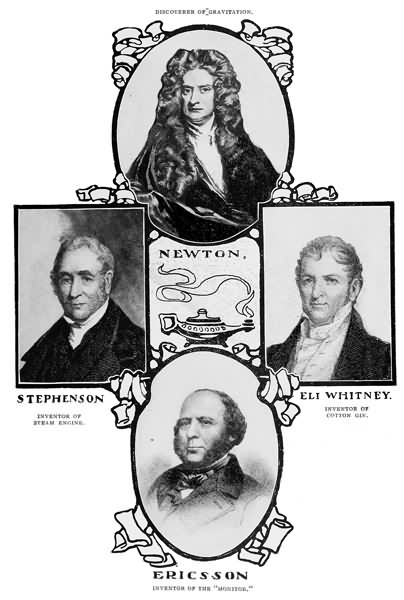 DISCOVERER OF GRAVITATION.
NEWTON.
STEPHENSON
INVENTOR OF
STEAM ENGINE.
ELI WHITNEY.
INVENTOR OF
COTTON GIN.
ERICSSON
INVENTOR OF THE "MONITOR."